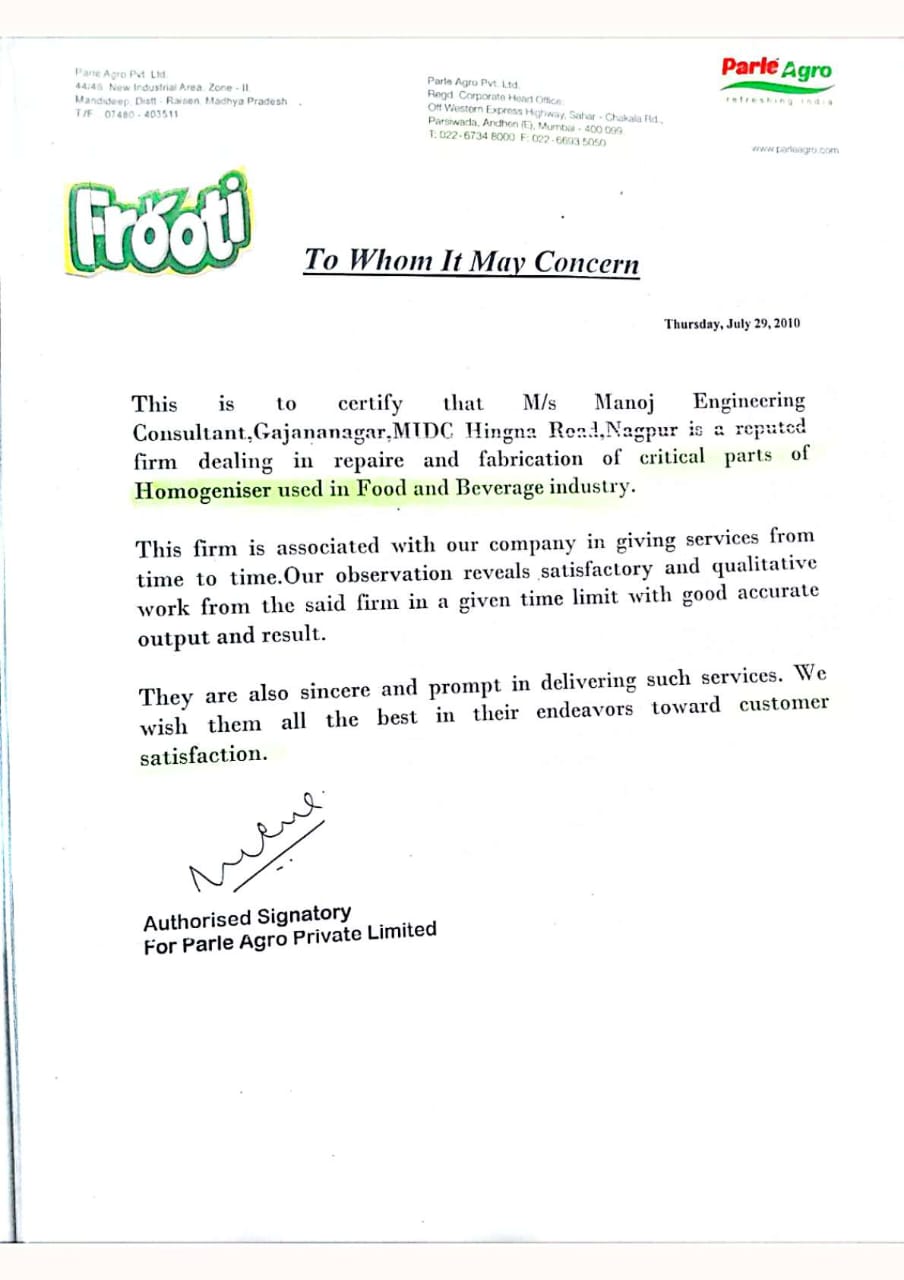 Parle Agro Pvt. Ltd.
44/45, New Industrial Area, Zone - II,
Mandideep, Distt - Raisen, Madhya Pradesh
T/F 07480 - 403511
Parle Agro Pvt. Ltd.
Regd. Corporate Head Office:
Off Western Express Highway, Sahar - Chakala Rd.,
Parsiwada, Andheri (E), Mumbai - 400 099.
T: 022-6734 8000 F: 022-6693 5050
Parle Agro
refreshing india
www.parleagro.com
Frooti
To Whom It May Concern
Thursday, July 29, 2010
This is to certify that M/s Manoj Engineering
Consultant,Gajananagar,MIDC Hingna Road,Nagpur is a reputed
firm dealing in repaire and fabrication of critical parts of
Homogeniser used in Food and Beverage industry.
This firm is associated with our company in giving services from
time to time.Our observation reveals satisfactory and qualitative
work from the said firm in a given time limit with good accurate
output and result.
They are also sincere and prompt in delivering such services. We
wish them all the best in their endeavors toward customer
satisfaction.
Authorised Signatory
For Parle Agro Private Limited